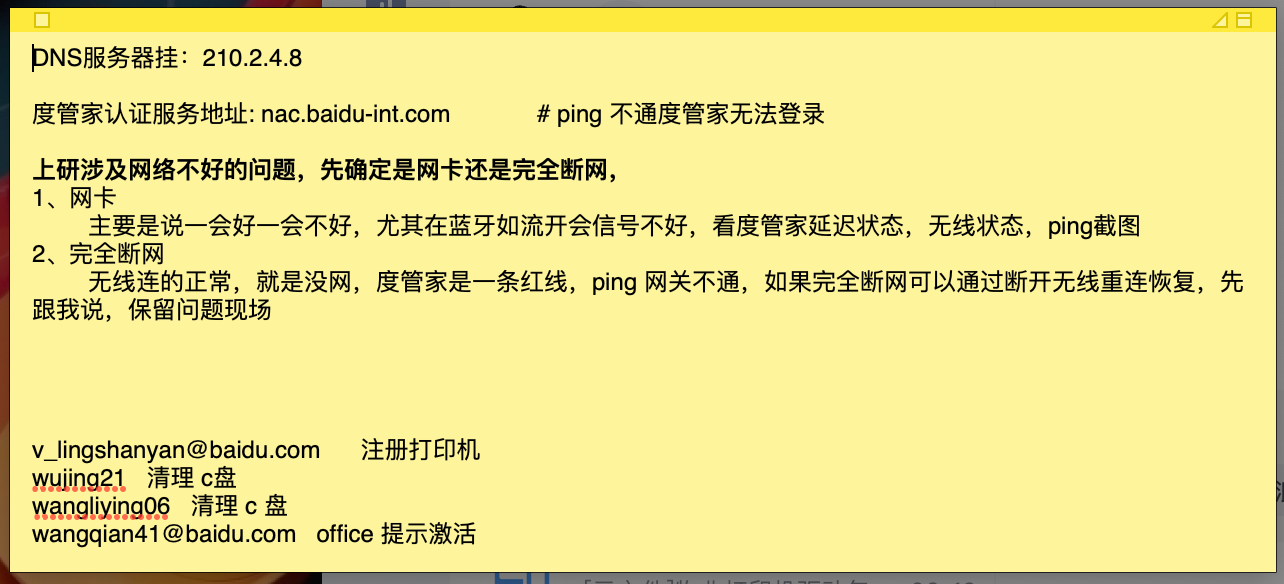 DNS服务器挂：210.2.4.8
度管家认证服务地址: nac.baidu-int.com # ping 不通度管家无法登录
上研涉及网络不好的问题，先确定是网卡还是完全断网，
1、网卡
主要是说一会好一会不好，尤其在蓝牙如流开会信号不好，看度管家延迟状态，无线状态，ping截图
2、完全断网
无线连的正常，就是没网，度管家是一条红线，ping 网关不通，如果完全断网可以通过断开无线重连恢复，先
跟我说，保留问题现场
v_lingshanyan@baidu.com 注册打印机
wujing21 清理 c盘
wangliying06 清理 c 盘
wangqian41@baidu.com office 提示激活